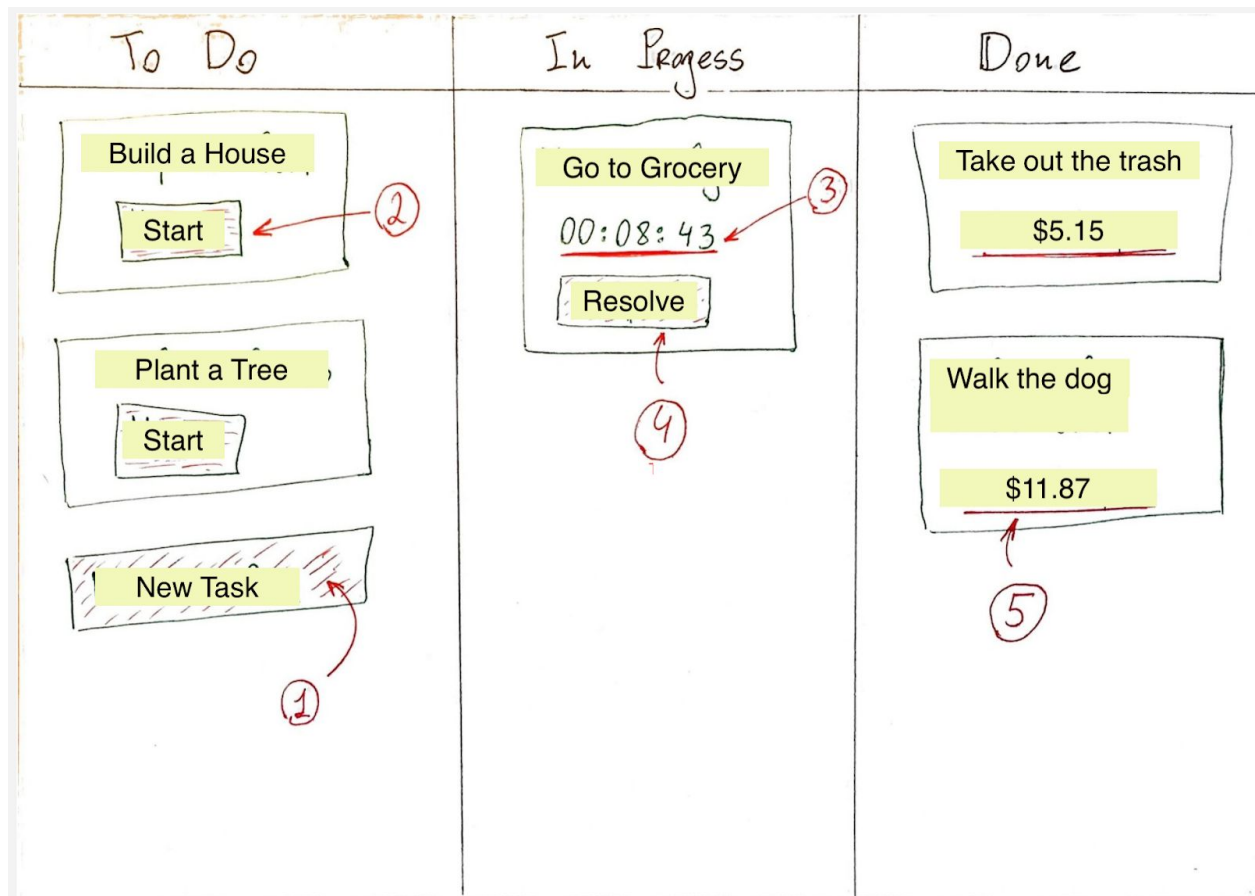 To Do
In Progess
Done
Build a House
Start
2
Plant a Tree
Start
New Task
1
Go to Grocery
3
00:08:43
Resolve
4
Take out the trash
$5.15
Walk the dog
$11.87
5